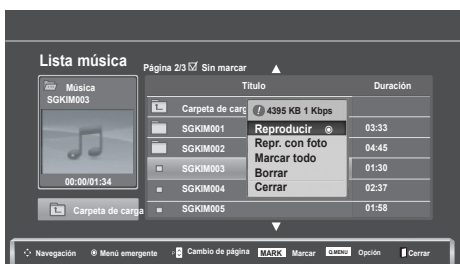 Lista música
Página 2/3 Sin marcar
Música
SGKIM003
00:00/01:34
Carpeta de carga
Título Duración
Carpeta de carg
SGKIM001 03:33
SGKIM002 04:45
SGKIM003 01:30
SGKIM004 02:37
SGKIM005 01:58
4395 KB 1 Kbps
Reproducir
Repr. con foto
Marcar todo
Borrar
Cerrar
Navegación Menú emergente Cambio de página MARK Marcar Q.MENU Opción Cerrar